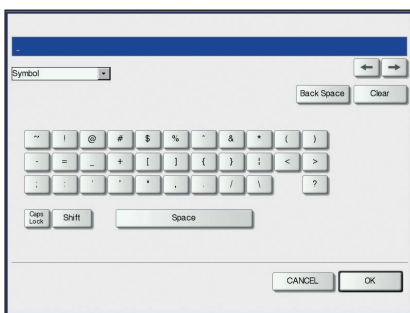 _
Symbol
← →
Back Space Clear
~ ! @ # $ % ^ & * ( )
- = _ + [ ] { } ¦ < >
; : ' , . / \ ?
Caps Lock Shift Space
CANCEL OK